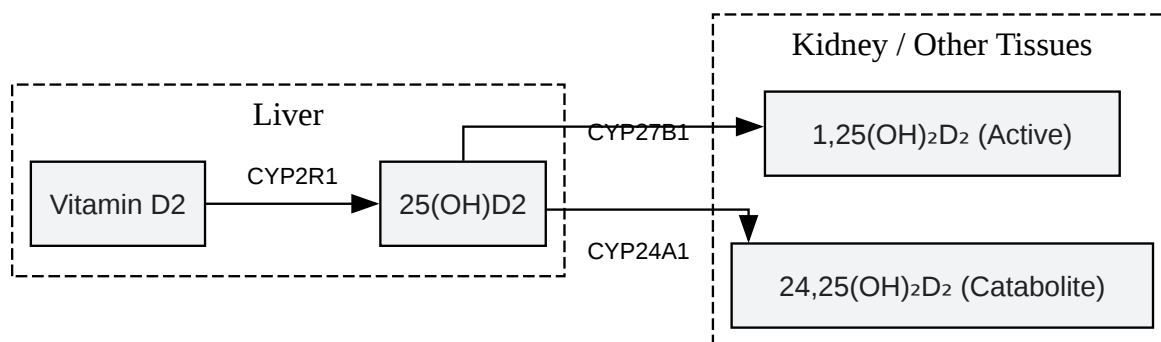 Kidney / Other Tissues
Liver
CYP27B1
1,25(OH)₂D₂ (Active)
Vitamin D2
CYP2R1
25(OH)D2
CYP24A1
24,25(OH)₂D₂ (Catabolite)